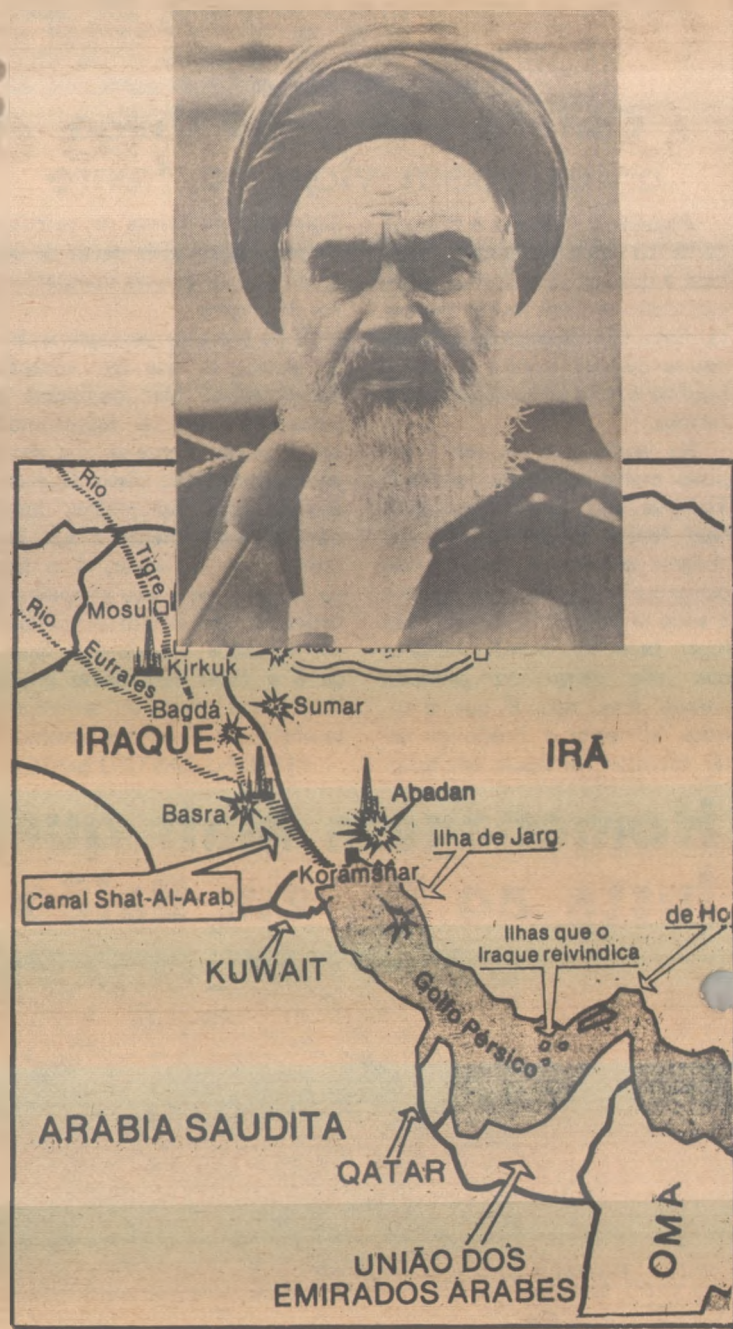 Rio
Tigre
Mosul
Rio
Eufrates
Kirkuk
Bagdá
Sumar
IRAQUE
IRÃ
Abadan
Basra
Ilha de Jarg
Koramshar
Canal Shat-Al-Arab
Ilhas que o
Iraque reivindica
KUWAIT
Golfo Pérsico
ARABIA SAUDITA
QATAR
OMA
UNIÃO DOS
EMIRADOS ÁRABES